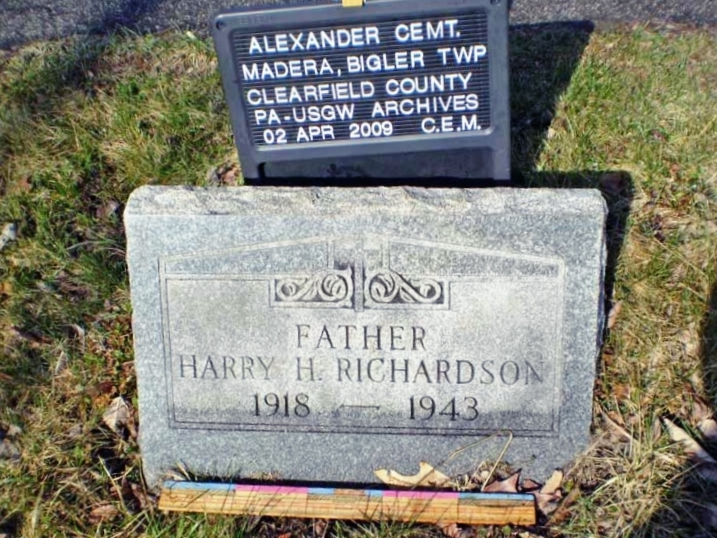 ALEXANDER CEMT.
MADERA, BIGLER TWP
CLEARFIELD COUNTY
PA-USGW ARCHIVES
02 APR 2009 C.E.M.
FATHER
HARRY H. RICHARDSON
1918 — 1943